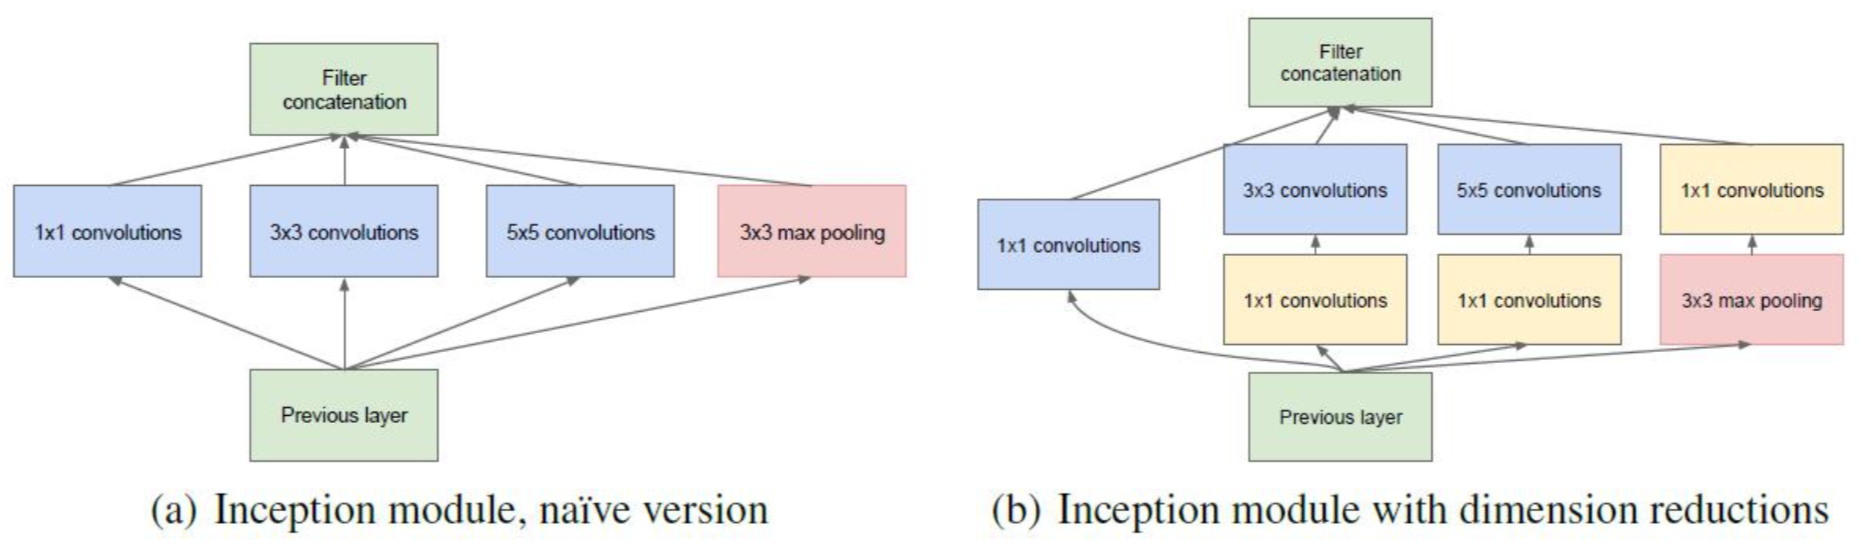 Filter
concatenation
1x1 convolutions
3x3 convolutions
5x5 convolutions
3x3 max pooling
Previous layer
(a) Inception module, naïve version
Filter
concatenation
3x3 convolutions
5x5 convolutions
1x1 convolutions
1x1 convolutions
1x1 convolutions
1x1 convolutions
3x3 max pooling
Previous layer
(b) Inception module with dimension reductions